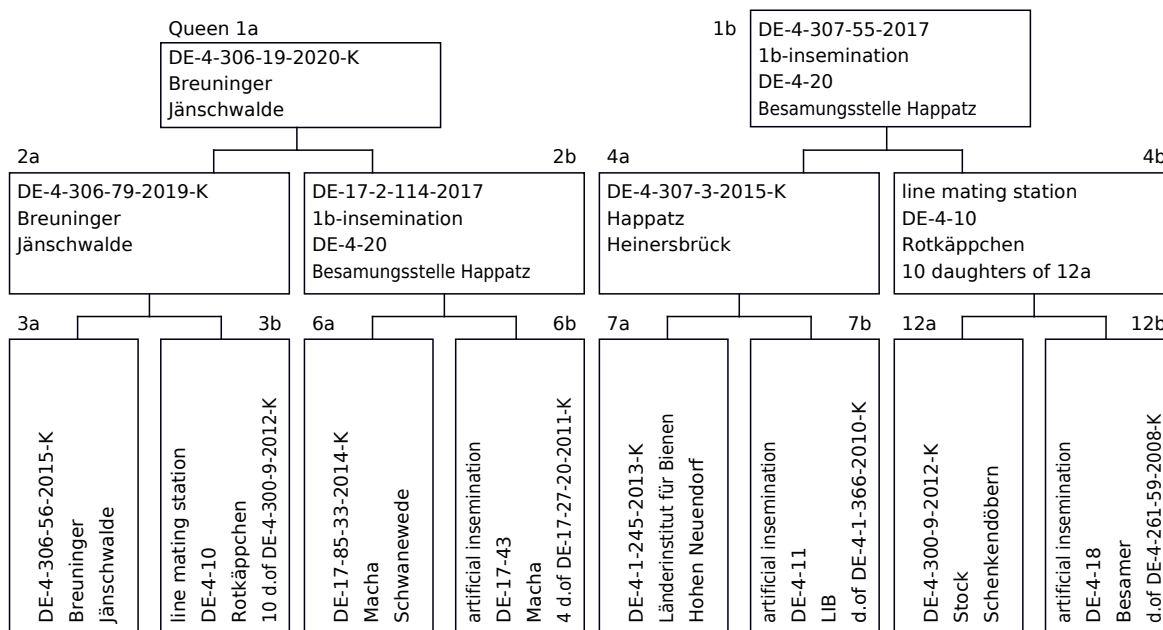 Queen 1a
DE-4-306-19-2020-K
Breuninger
Jänschwalde
1b
DE-4-307-55-2017
1b-insemination
DE-4-20
Besamungsstelle Happatz
2a
DE-4-306-79-2019-K
Breuninger
Jänschwalde
2b
DE-17-2-114-2017
1b-insemination
DE-4-20
Besamungsstelle Happatz
4a
DE-4-307-3-2015-K
Happatz
Heinersbrück
4b
line mating station
DE-4-10
Rotkäppchen
10 daughters of 12a
3a
DE-4-306-56-2015-K
Breuninger
Jänschwalde
3b
line mating station
DE-4-10
Rotkäppchen
10 d.of DE-4-300-9-2012-K
6a
DE-17-85-33-2014-K
Macha
Schwanewede
6b
artificial insemination
DE-17-43
Macha
4 d.of DE-17-27-20-2011-K
7a
DE-4-1-245-2013-K
Länderinstitut für Bienen
Hohen Neuendorf
7b
artificial insemination
DE-4-11
LIB
d.of DE-4-1-366-2010-K
12a
DE-4-300-9-2012-K
Stock
Schenkendöbern
12b
artificial insemination
DE-4-18
Besamer
d.of DE-4-261-59-2008-K